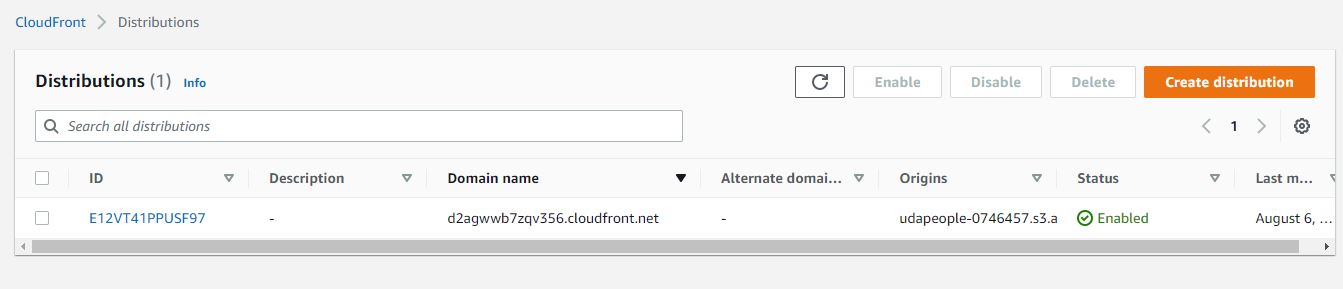 CloudFront > Distributions
Distributions (1) Info
Enable Disable Delete Create distribution
Search all distributions
1
ID Description Domain name Alternate domai... Origins Status Last m...
E12VT41PPUSF97 - d2agwwb7zqv356.cloudfront.net - udapeople-0746457.s3.a Enabled August 6, ...